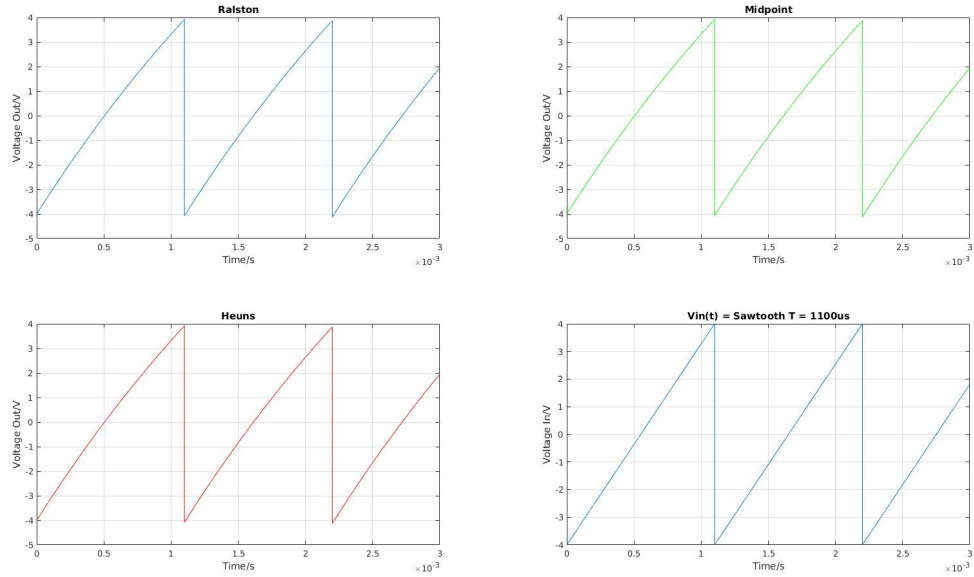 Ralston
4
3
2
1
0
-1
-2
-3
-4
-5
Voltage Out/V
0 0.5 1 1.5 2 2.5 3
Time/s
×10-3
Midpoint
4
3
2
1
0
-1
-2
-3
-4
-5
Voltage Out/V
0 0.5 1 1.5 2 2.5 3
Time/s
×10-3
Heuns
4
3
2
1
0
-1
-2
-3
-4
-5
Voltage Out/V
0 0.5 1 1.5 2 2.5 3
Time/s
×10-3
Vin(t) = Sawtooth T = 1100us
4
3
2
1
0
-1
-2
-3
-4
Voltage In/V
0 0.5 1 1.5 2 2.5 3
Time/s
×10-3